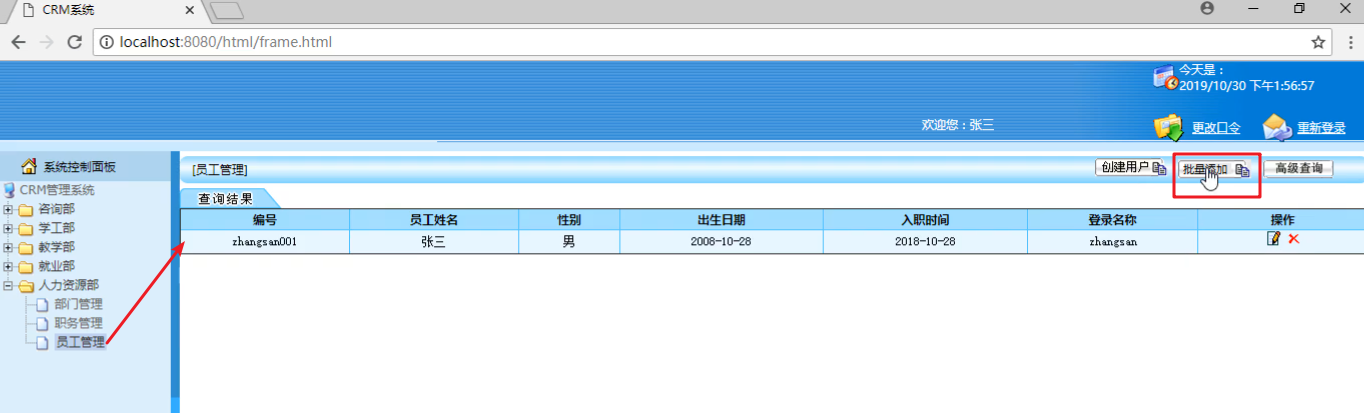 CRM系统
localhost:8080/html/frame.html
今天是：
2019/10/30 下午1:56:57
欢迎您：张三
更改口令
重新登录
系统控制面板
[员工管理]
创建用户
批量添加
高级查询
CRM管理系统
咨询部
学工部
教学部
就业部
人力资源部
部门管理
职务管理
员工管理
查询结果
编号 员工姓名 性别 出生日期 入职时间 登录名称 操作
zhangsan001 张三 男 2008-10-28 2018-10-28 zhangsan